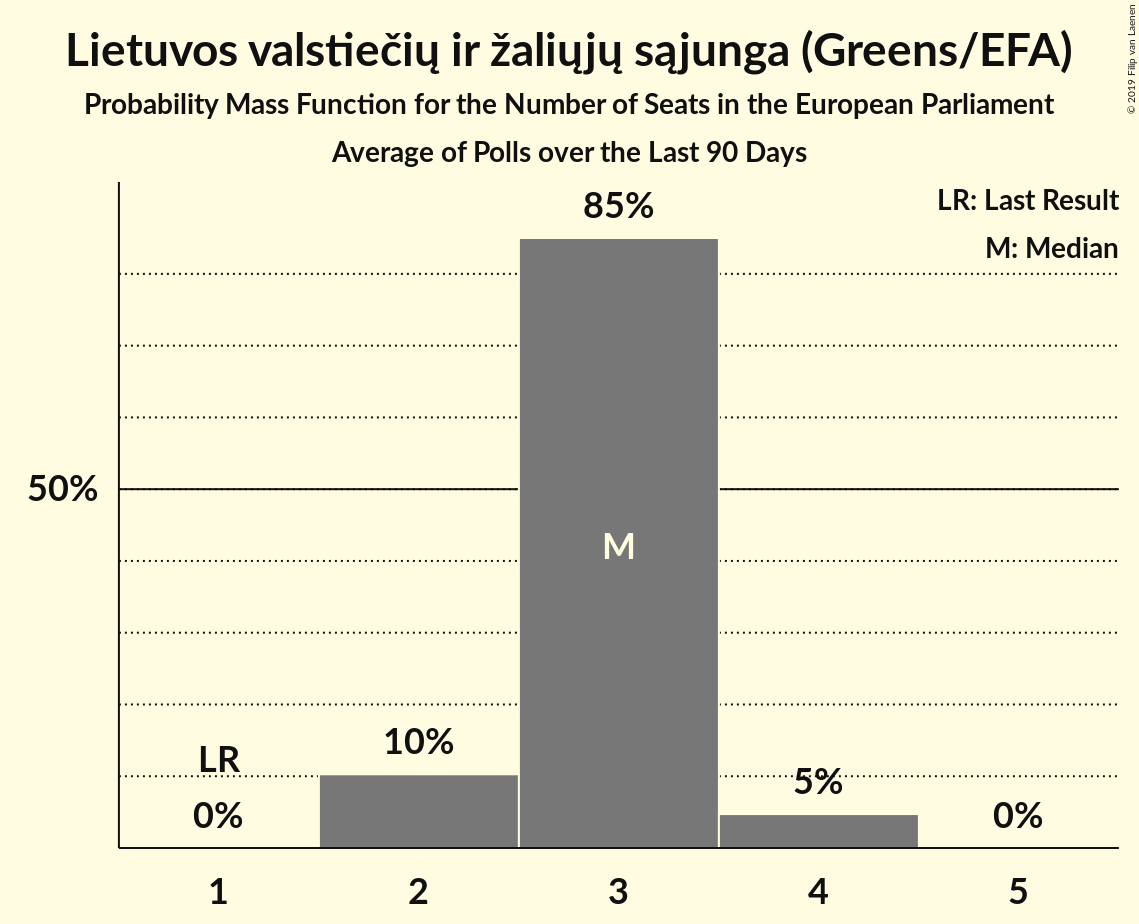 Lietuvos valstiečių ir žaliųjų sąjunga (Greens/EFA)
Probability Mass Function for the Number of Seats in the European Parliament
Average of Polls over the Last 90 Days
© 2019 Filip van Laenen
LR: Last Result
M: Median
85%
50%
M
10%
LR
5%
0%
0%
1 2 3 4 5